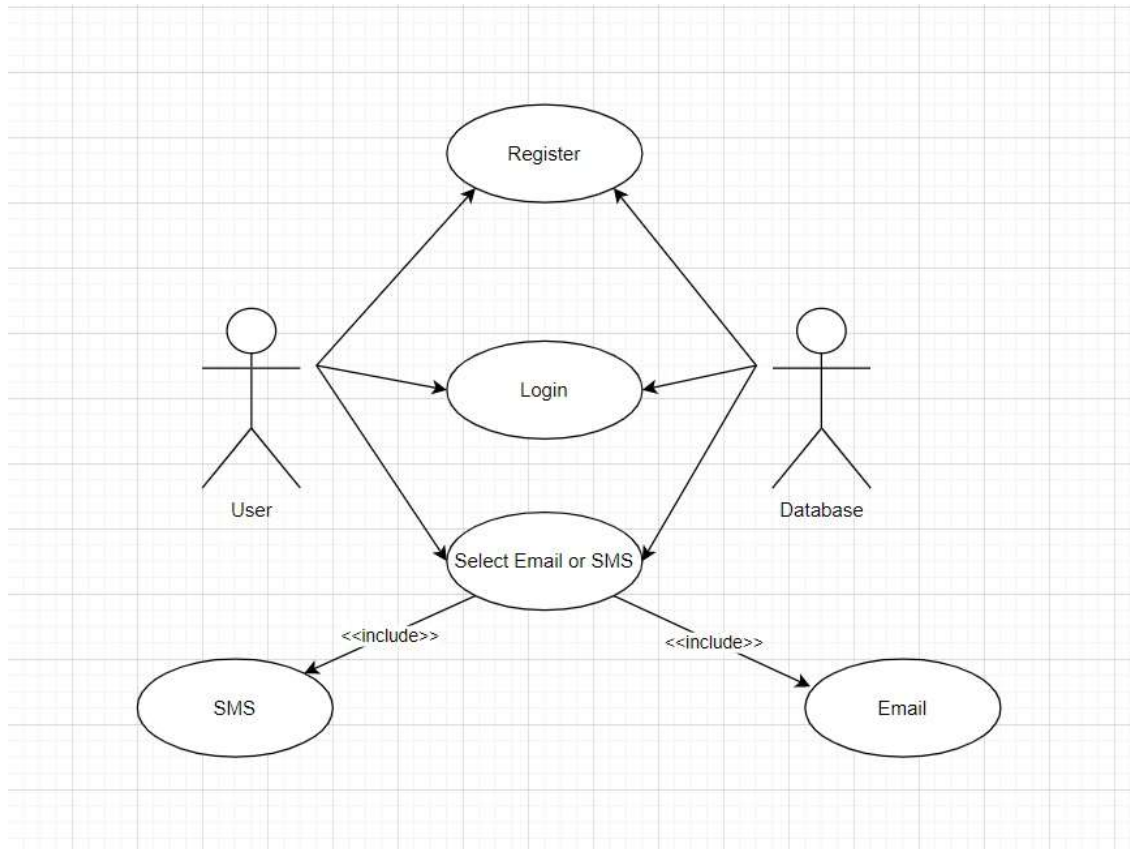 Register
Login
User
Database
Select Email or SMS
<<include>>
<<include>>
SMS
Email